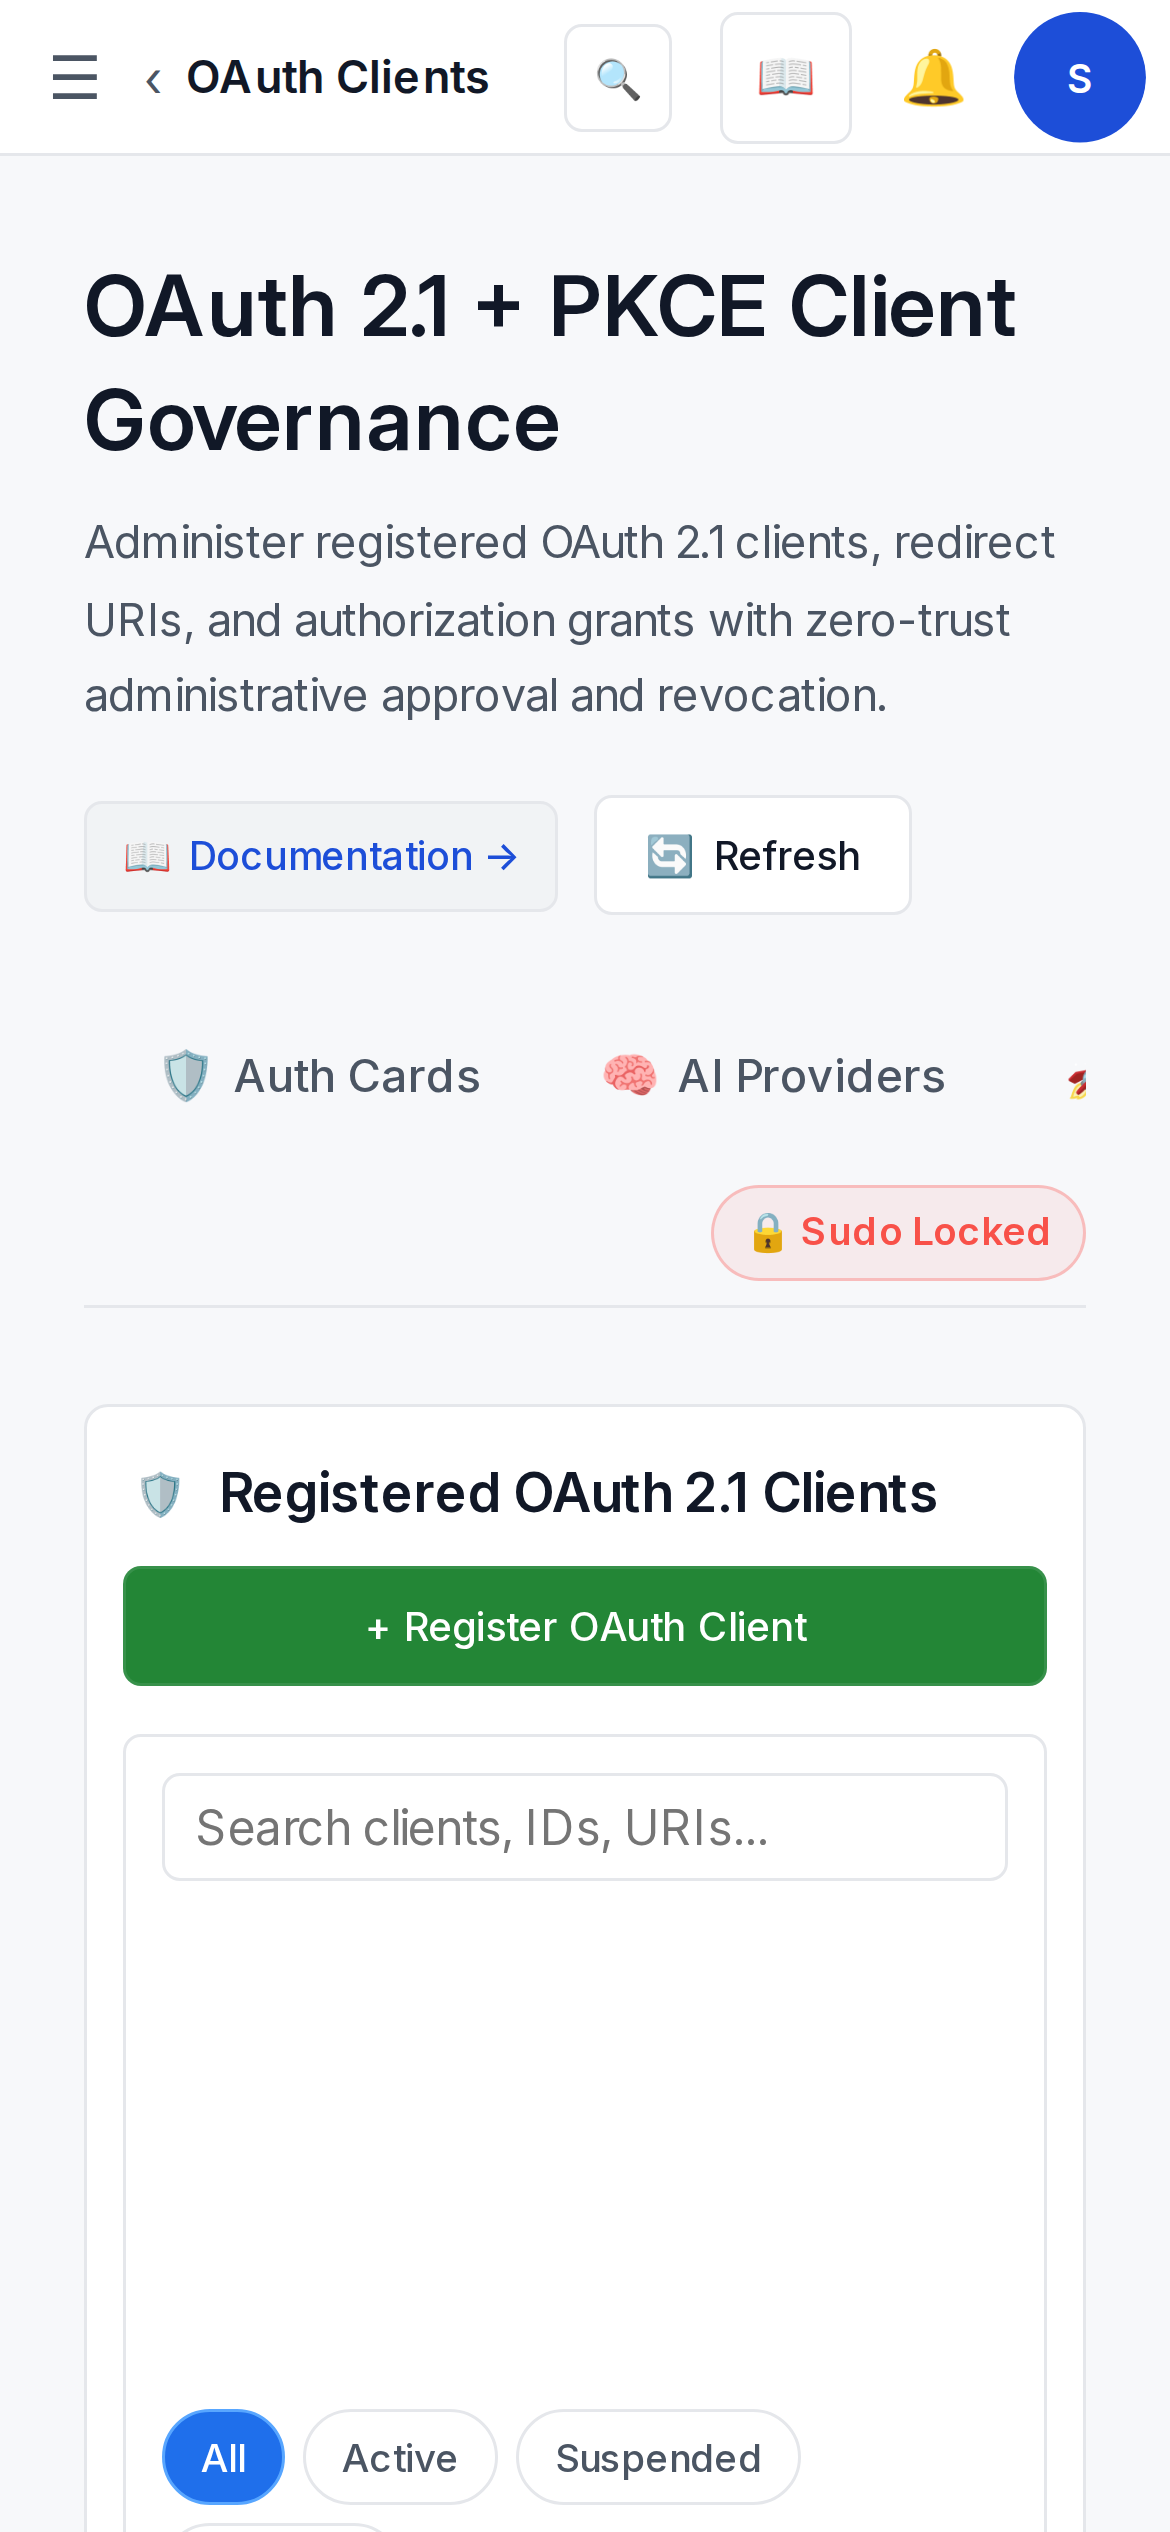 OAuth Clients
S
OAuth 2.1 + PKCE Client
Governance
Administer registered OAuth 2.1 clients, redirect
URIs, and authorization grants with zero-trust
administrative approval and revocation.
Documentation →
Refresh
Auth Cards
AI Providers
Sudo Locked
Registered OAuth 2.1 Clients
+ Register OAuth Client
Search clients, IDs, URIs...
All
Active
Suspended